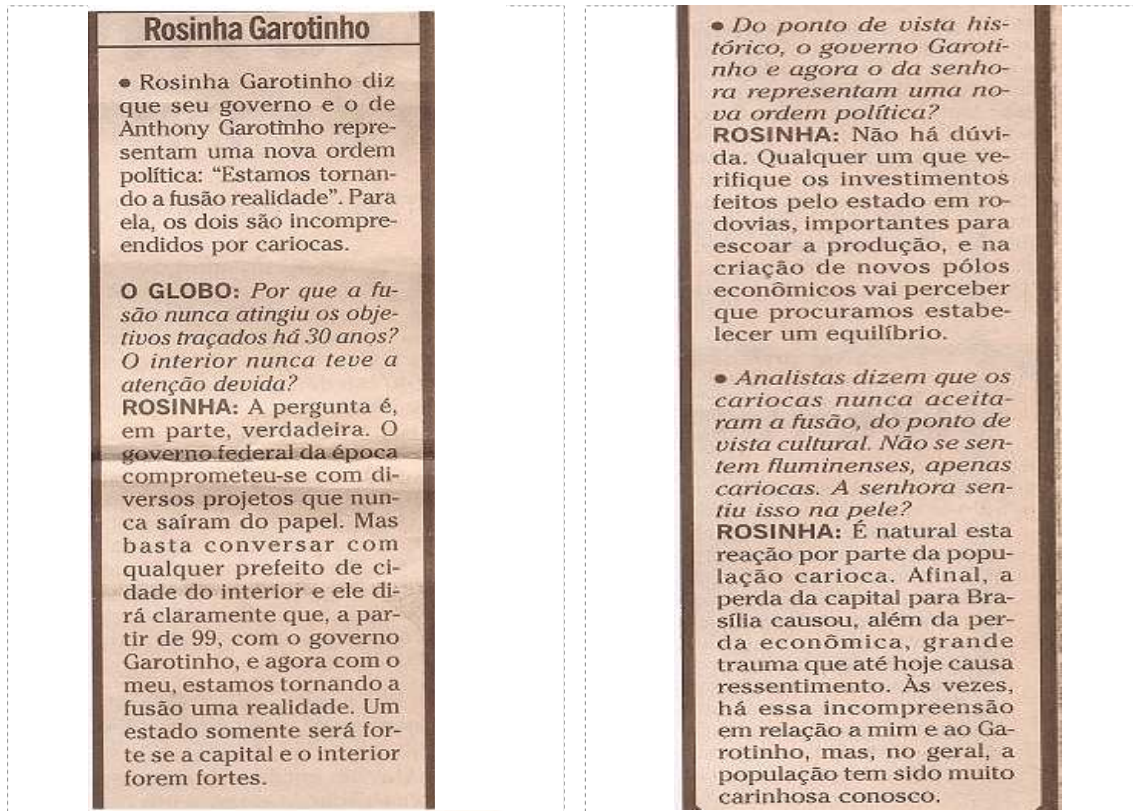 Rosinha Garotinho
• Rosinha Garotinho diz
que seu governo e o de
Anthony Garotinho repre-
sentam uma nova ordem
política: “Estamos tornan-
do a fusão realidade”. Para
ela, os dois são incompre-
endidos por cariocas.
O GLOBO: Por que a fu-
são nunca atingiu os obje-
tivos traçados há 30 anos?
O interior nunca teve a
atenção devida?
ROSINHA: A pergunta é,
em parte, verdadeira. O
governo federal da época
comprometeu-se com di-
versos projetos que nun-
ca saíram do papel. Mas
basta conversar com
qualquer prefeito de ci-
dade do interior e ele di-
rá claramente que, a par-
tir de 99, com o governo
Garotinho, e agora com o
meu, estamos tornando a
fusão uma realidade. Um
estado somente será for-
te se a capital e o interior
forem fortes.
• Do ponto de vista his-
tórico, o governo Garoti-
nho e agora o da senho-
ra representam uma no-
va ordem política?
ROSINHA: Não há dúvi-
da. Qualquer um que ve-
rifique os investimentos
feitos pelo estado em ro-
dovias, importantes para
escoar a produção, e na
criação de novos pólos
econômicos vai perceber
que procuramos estabe-
lecer um equilíbrio.
• Analistas dizem que os
cariocas nunca aceita-
ram a fusão, do ponto de
vista cultural. Não se sen-
tem fluminenses, apenas
cariocas. A senhora sen-
tiu isso na pele?
ROSINHA: É natural esta
reação por parte da popu-
lação carioca. Afinal, a
perda da capital para Bra-
sília causou, além da per-
da econômica, grande
trauma que até hoje causa
ressentimento. Às vezes,
há essa incompreensão
em relação a mim e ao Ga-
rotinho, mas, no geral, a
população tem sido muito
carinhosa conosco.